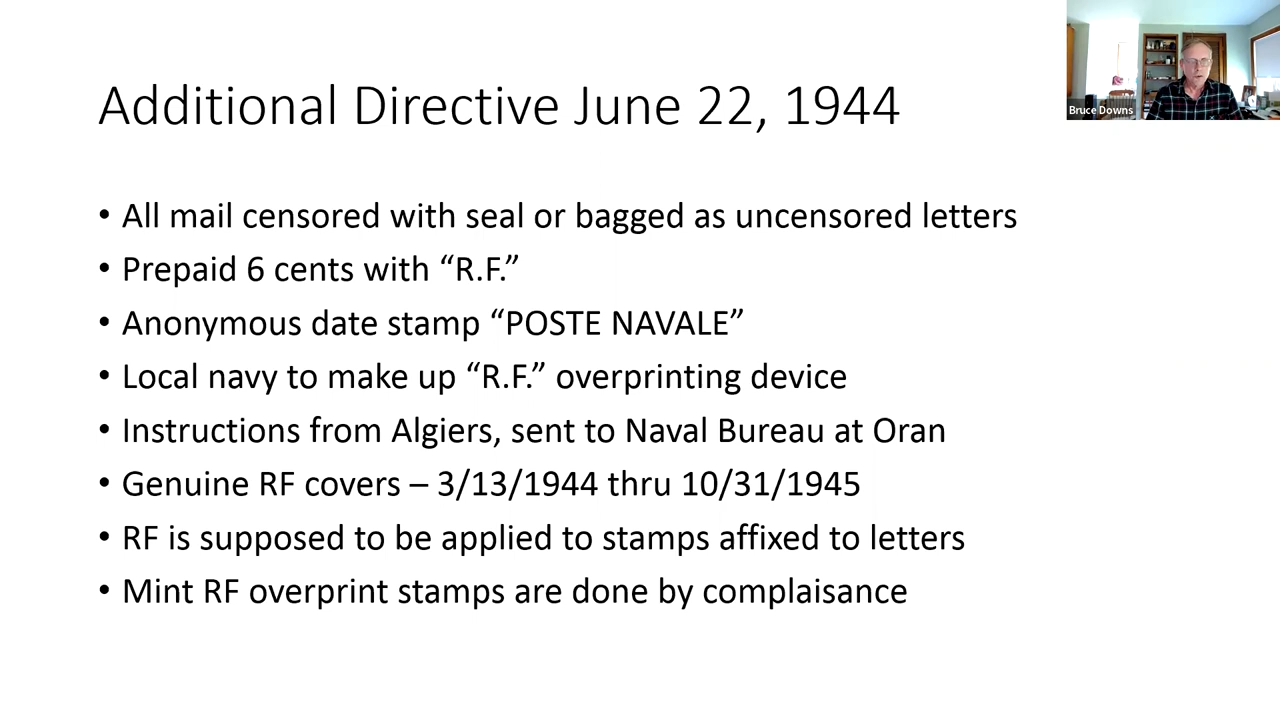 Additional Directive June 22, 1944
Bruce Downs
• All mail censored with seal or bagged as uncensored letters
• Prepaid 6 cents with “R.F.”
• Anonymous date stamp “POSTE NAVALE”
• Local navy to make up “R.F.” overprinting device
• Instructions from Algiers, sent to Naval Bureau at Oran
• Genuine RF covers – 3/13/1944 thru 10/31/1945
• RF is supposed to be applied to stamps affixed to letters
• Mint RF overprint stamps are done by complaisance